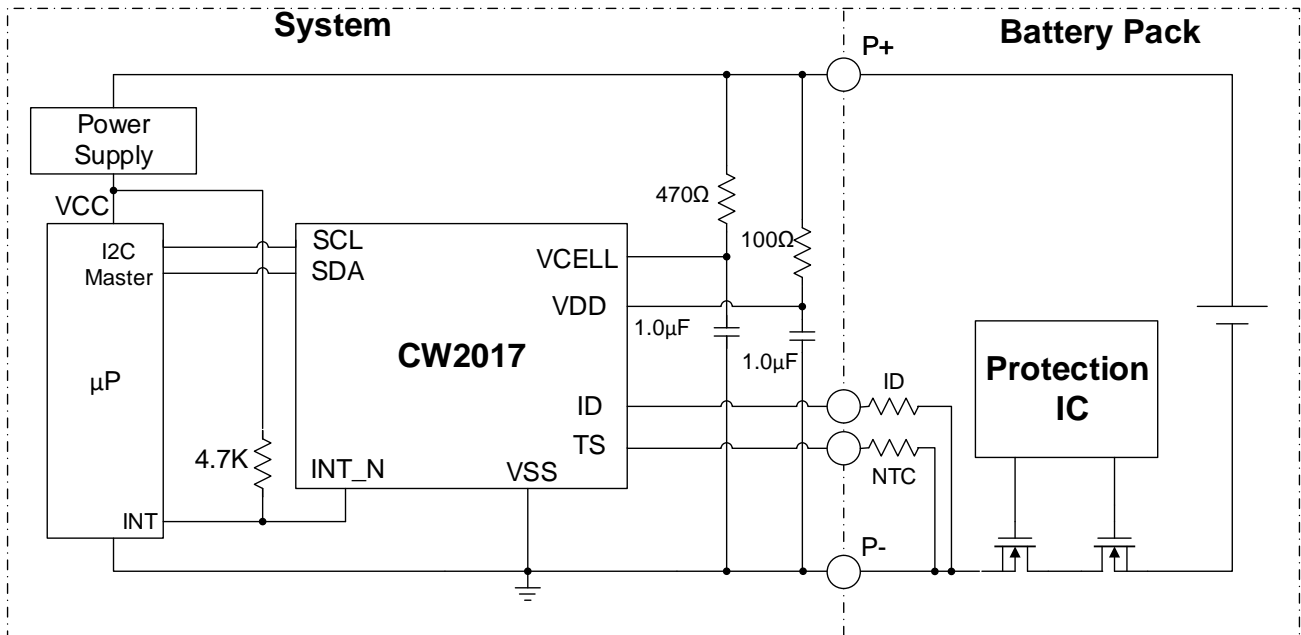 System
Battery Pack
P+
Power
Supply
VCC
470Ω
100Ω
I2C
Master
SCL
SDA
VCELL
VDD
1.0µF
1.0µF
CW2017
µP
Protection
IC
ID
ID
TS
NTC
4.7K
INT_N
VSS
INT
P-